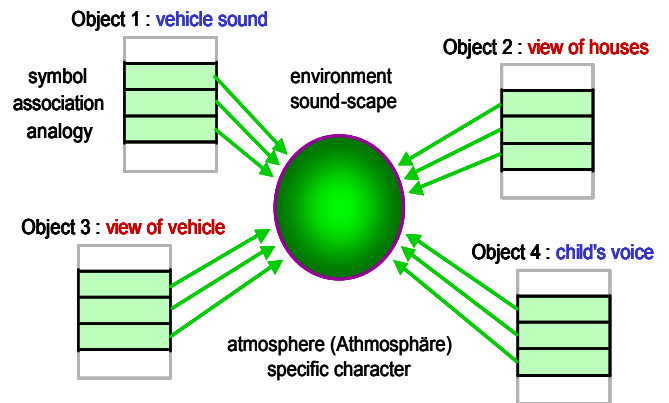 Object 1 : vehicle sound
Object 2 : view of houses
symbol
association
analogy
environment
sound-scape
Object 3 : view of vehicle
Object 4 : child's voice
atmosphere (Athmosphäre)
specific character